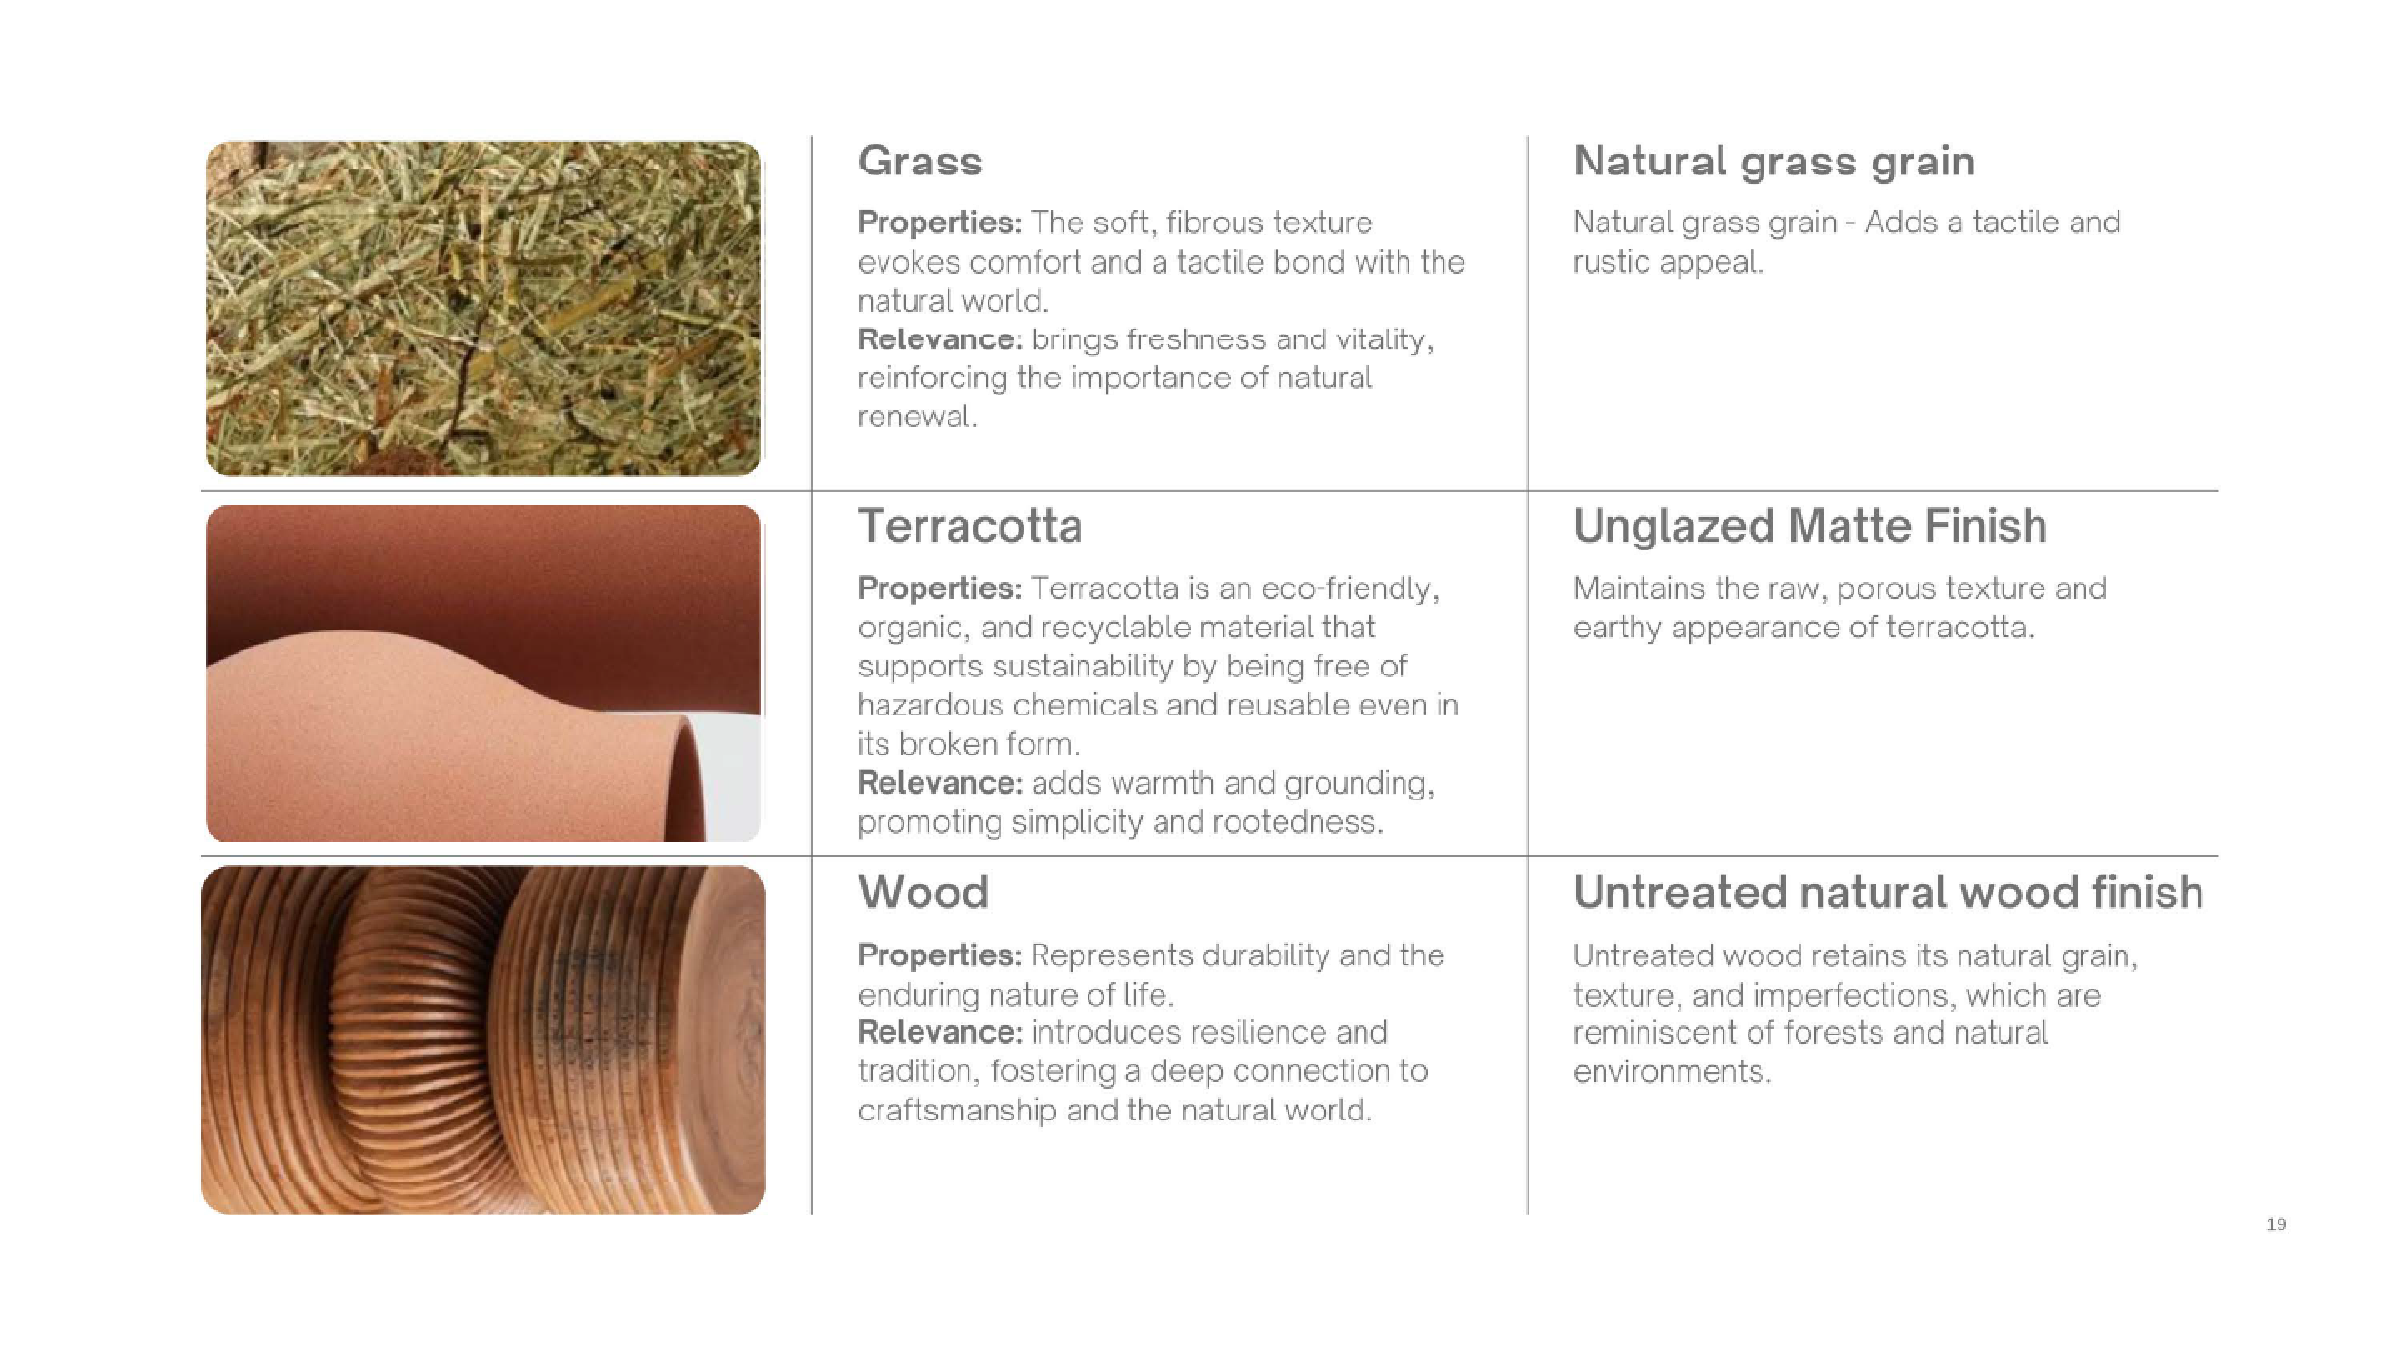 Grass
Properties: The soft, fibrous texture
evokes comfort and a tactile bond with the
natural world.
Relevance: brings freshness and vitality,
reinforcing the importance of natural
renewal.
Natural grass grain
Natural grass grain - Adds a tactile and
rustic appeal.
Terracotta
Properties: Terracotta is an eco-friendly,
organic, and recyclable material that
supports sustainability by being free of
hazardous chemicals and reusable even in
its broken form.
Relevance: adds warmth and grounding,
promoting simplicity and rootedness.
Unglazed Matte Finish
Maintains the raw, porous texture and
earthy appearance of terracotta.
Wood
Properties: Represents durability and the
enduring nature of life.
Relevance: introduces resilience and
tradition, fostering a deep connection to
craftsmanship and the natural world.
Untreated natural wood finish
Untreated wood retains its natural grain,
texture, and imperfections, which are
reminiscent of forests and natural
environments.
19